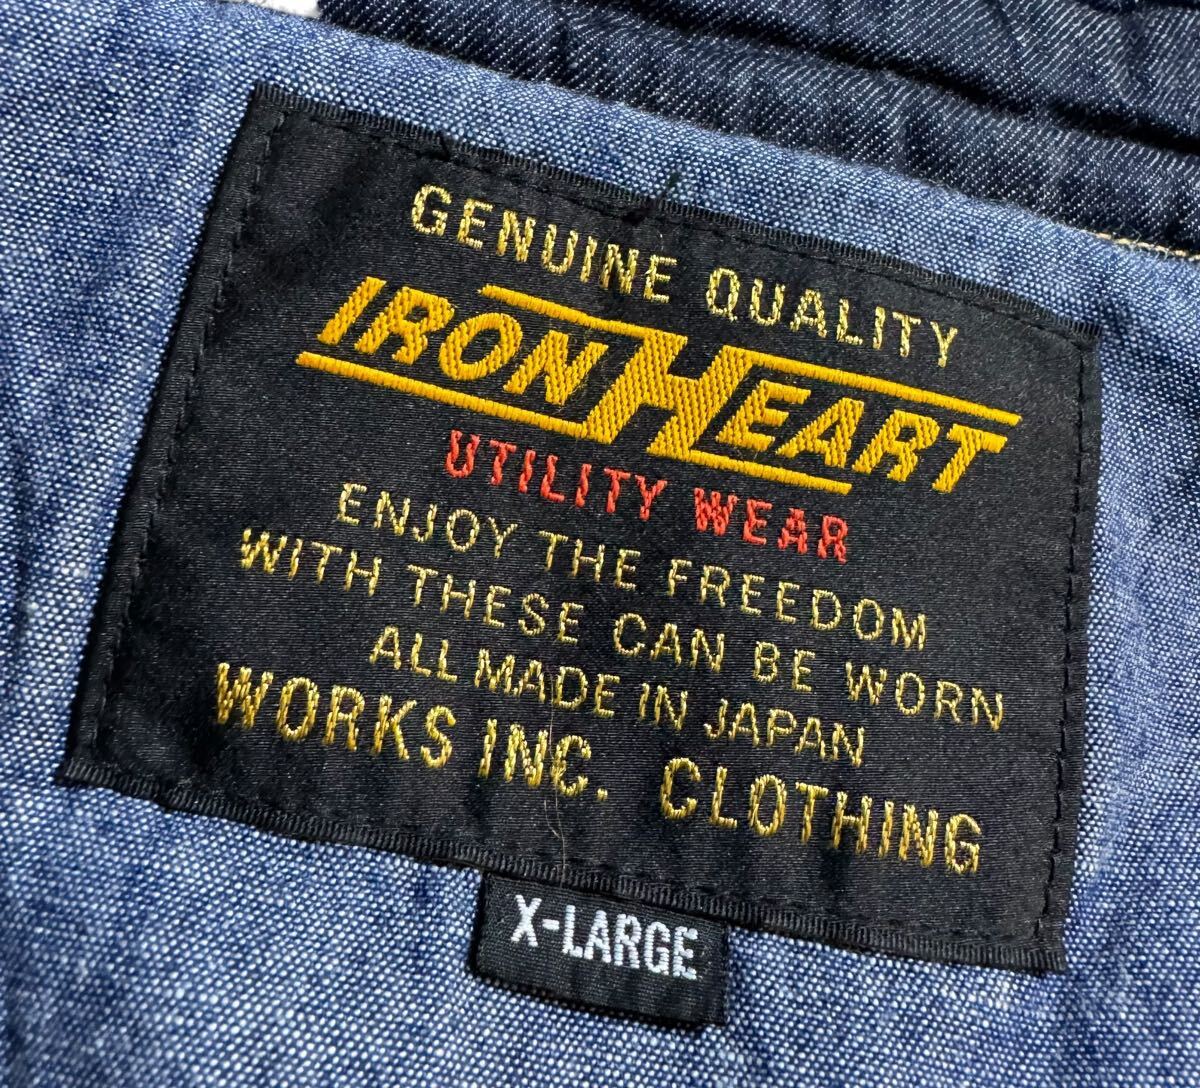 GENUINE QUALITY
IRON HEART
UTILITY WEAR
ENJOY THE FREEDOM
WITH THESE CAN BE WORN
ALL MADE IN JAPAN
WORKS INC. CLOTHING
X-LARGE